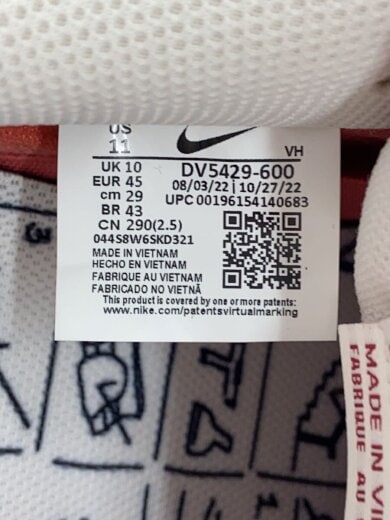 US
11
VH
UK 10
EUR 45
cm 29
BR 43
CN 290(2.5)
DV5429-600
08/03/22 | 10/27/22
UPC 00196154140683
044S8W6SKD321
MADE IN VIETNAM
HECHO EN VIETNAM
FABRIQUE AU VIETNAM
FABRICADO NO VIETNÃ
This product is covered by one or more patents:
www.nike.com/patentsvirtualmarking
MADE IN VI
FABRIQUE AU